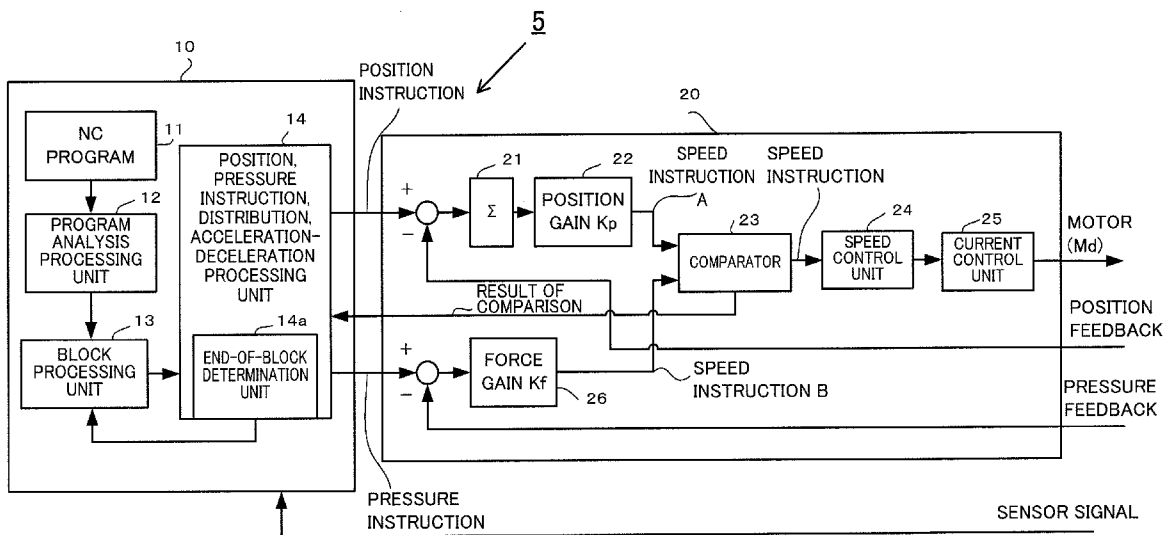 5
10
POSITION
INSTRUCTION
20
NC
PROGRAM
11
14
POSITION,
PRESSURE
INSTRUCTION,
DISTRIBUTION,
ACCELERATION-
DECELERATION
PROCESSING
UNIT
12
PROGRAM
ANALYSIS
PROCESSING
UNIT
13
BLOCK
PROCESSING
UNIT
14a
END-OF-BLOCK
DETERMINATION
UNIT
+
−
21
Σ
22
POSITION
GAIN Kp
SPEED
INSTRUCTION
A
SPEED
INSTRUCTION
23
COMPARATOR
24
SPEED
CONTROL
UNIT
25
CURRENT
CONTROL
UNIT
MOTOR
(Md)
RESULT OF
COMPARISON
POSITION
FEEDBACK
+
−
FORCE
GAIN Kf
26
SPEED
INSTRUCTION B
PRESSURE
FEEDBACK
PRESSURE
INSTRUCTION
SENSOR SIGNAL